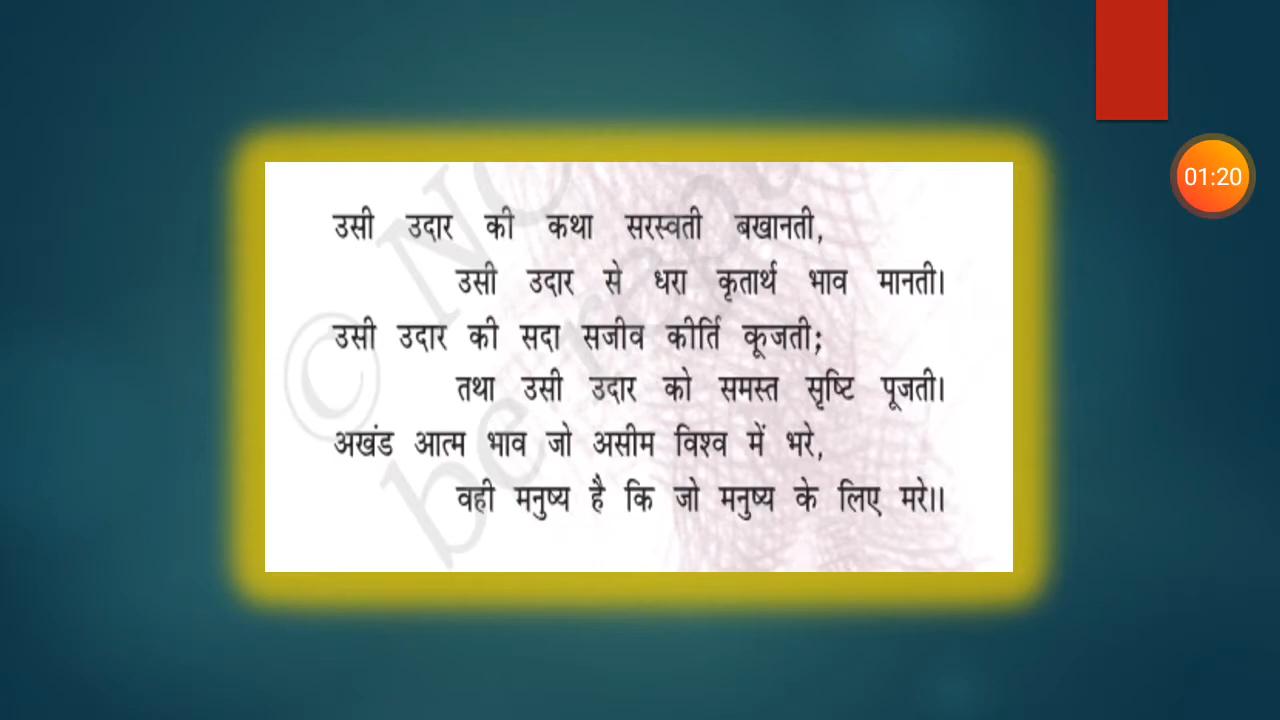 उसी उदार की कथा सरस्वती बखानती,
उसी उदार से धरा कृतार्थ भाव मानती।
उसी उदार की सदा सजीव कीर्ति कूजती;
तथा उसी उदार को समस्त सृष्टि पूजती।
अखंड आत्म भाव जो असीम विश्व में भरे,
वही मनुष्य है कि जो मनुष्य के लिए मरे।।
01:20